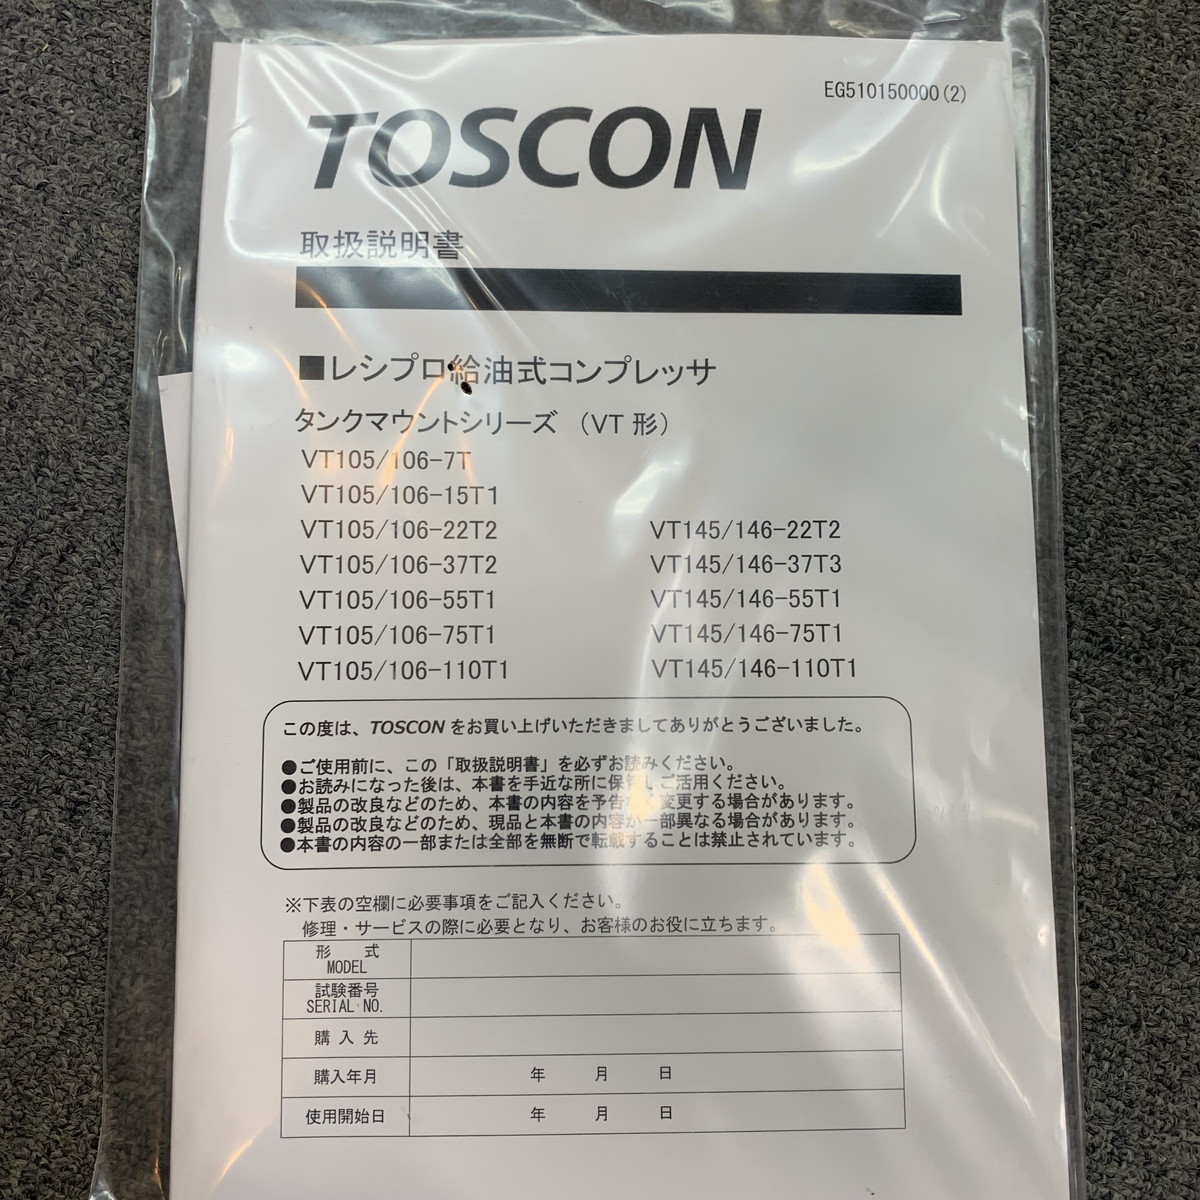 EG510150000(2)
TOSCON
取扱説明書
■レシプロ給油式コンプレッサ
タンクマウントシリーズ （VT 形）
VT105/106-7T
VT105/106-15T1
VT105/106-22T2 VT145/146-22T2
VT105/106-37T2 VT145/146-37T3
VT105/106-55T1 VT145/146-55T1
VT105/106-75T1 VT145/146-75T1
VT105/106-110T1 VT145/146-110T1
この度は、TOSCON をお買い上げいただきましてありがとうございました。
●ご使用前に、この「取扱説明書」を必ずお読みください。
●お読みになった後は、本書を手近な所に保管しご活用ください。
●製品の改良などのため、本書の内容を予告なく変更する場合があります。
●製品の改良などのため、現品と本書の内容が一部異なる場合があります。
●本書の内容の一部または全部を無断で転載することは禁止されています。
※下表の空欄に必要事項をご記入ください。
修理・サービスの際に必要となり、お客様のお役に立ちます。
形 式
MODEL
試験番号
SERIAL NO.
購 入 先
購入年月 年 月 日
使用開始日 年 月 日